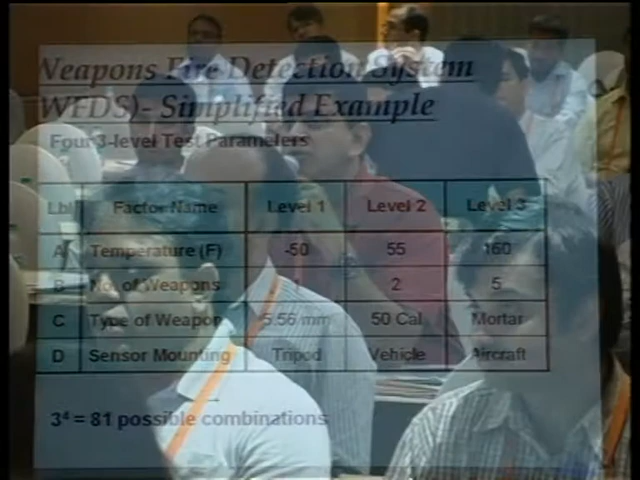 Weapons Fire Detection System
WFDS)- Simplified Example
Four 3-level Test Parameters
Lbl Factor Name Level 1 Level 2 Level 3
A Temperature (F) -50 55 160
B No. of Weapons 1 2 5
C Type of Weapon 5.56 mm 50 Cal Mortar
D Sensor Mounting Tripod Vehicle Aircraft
3⁴ = 81 possible combinations